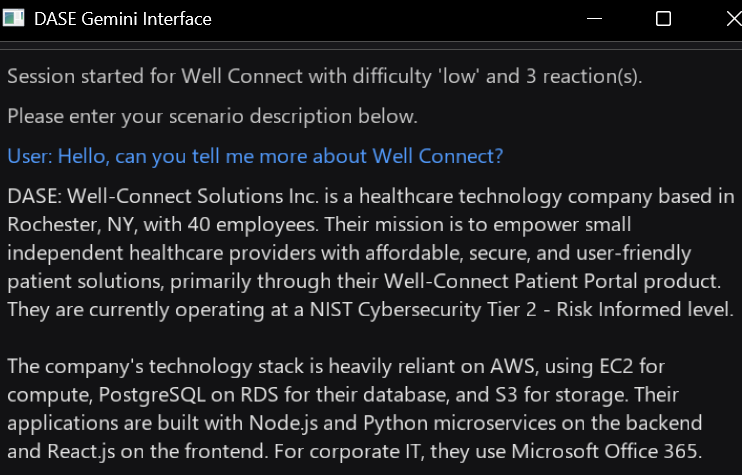 DASE Gemini Interface
Session started for Well Connect with difficulty 'low' and 3 reaction(s).
Please enter your scenario description below.
User: Hello, can you tell me more about Well Connect?
DASE: Well-Connect Solutions Inc. is a healthcare technology company based in
Rochester, NY, with 40 employees. Their mission is to empower small
independent healthcare providers with affordable, secure, and user-friendly
patient solutions, primarily through their Well-Connect Patient Portal product.
They are currently operating at a NIST Cybersecurity Tier 2 - Risk Informed level.
The company's technology stack is heavily reliant on AWS, using EC2 for
compute, PostgreSQL on RDS for their database, and S3 for storage. Their
applications are built with Node.js and Python microservices on the backend
and React.js on the frontend. For corporate IT, they use Microsoft Office 365.